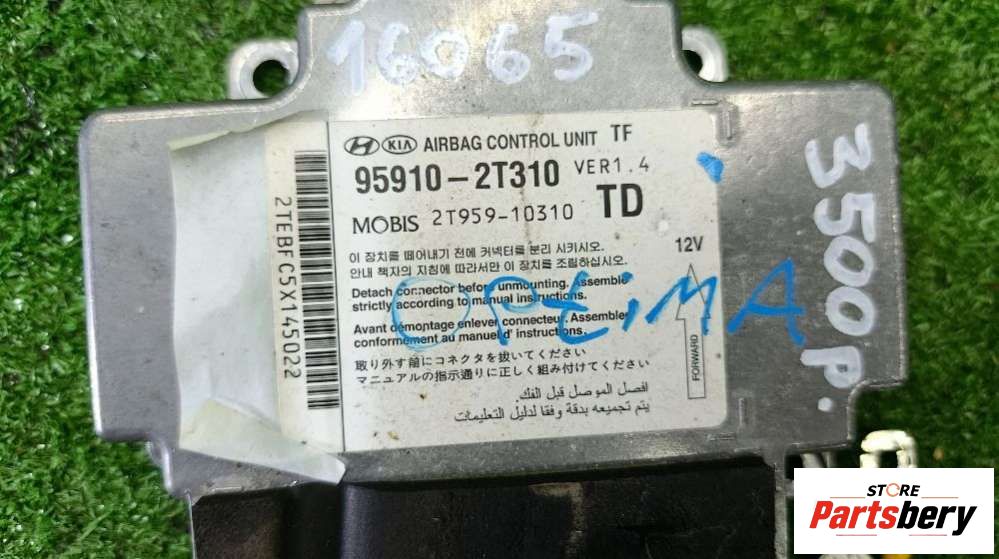 16065
HYUNDAI KIA AIRBAG CONTROL UNIT TF
95910-2T310 VER1.4
MOBIS 2T959-10310 TD
이 장치를 떼어내기 전에 커넥터를 분리 시키시오.
안내 책자의 지침에 따라서만 이 장치를 조립하십시오.
12V
Detach connector before unmounting. Assemble
strictly according to manual instructions.
Avant démontage enlever connecteur. Assembler
conformément au manuel d' instructions.
取り外す前にコネクタを抜いてください
マニュアルの指示通りに正しく組み付けてください
افصل الموصل قبل الفك.
يتم تجميعه بدقة وفقا لدليل التعليمات
FORWARD
2TEBFC5X145022
OPtiMA
3500р.
STORE
Partsbery